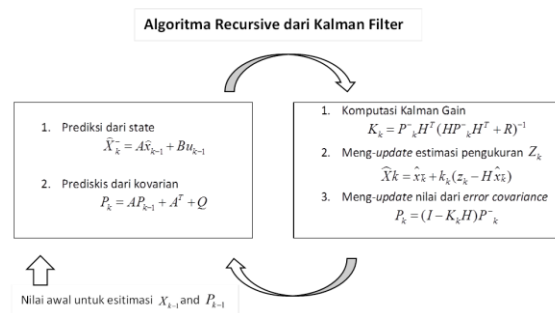 Algoritma Recursive dari Kalman Filter
1. Prediksi dari state
X̂⁻ₖ = Ax̂ₖ₋₁ + Buₖ₋₁
2. Prediskis dari kovarian
Pₖ = APₖ₋₁ + Aᵀ + Q
1. Komputasi Kalman Gain
Kₖ = P⁻ₖHᵀ(HP⁻ₖHᵀ + R)⁻¹
2. Meng-update estimasi pengukuran Zₖ
X̂k = x̂k̄ + kₖ(zₖ − Hx̂k̄)
3. Meng-update nilai dari error covariance
Pₖ = (I − KₖH)P⁻ₖ
Nilai awal untuk esitimasi Xₖ₋₁ and Pₖ₋₁